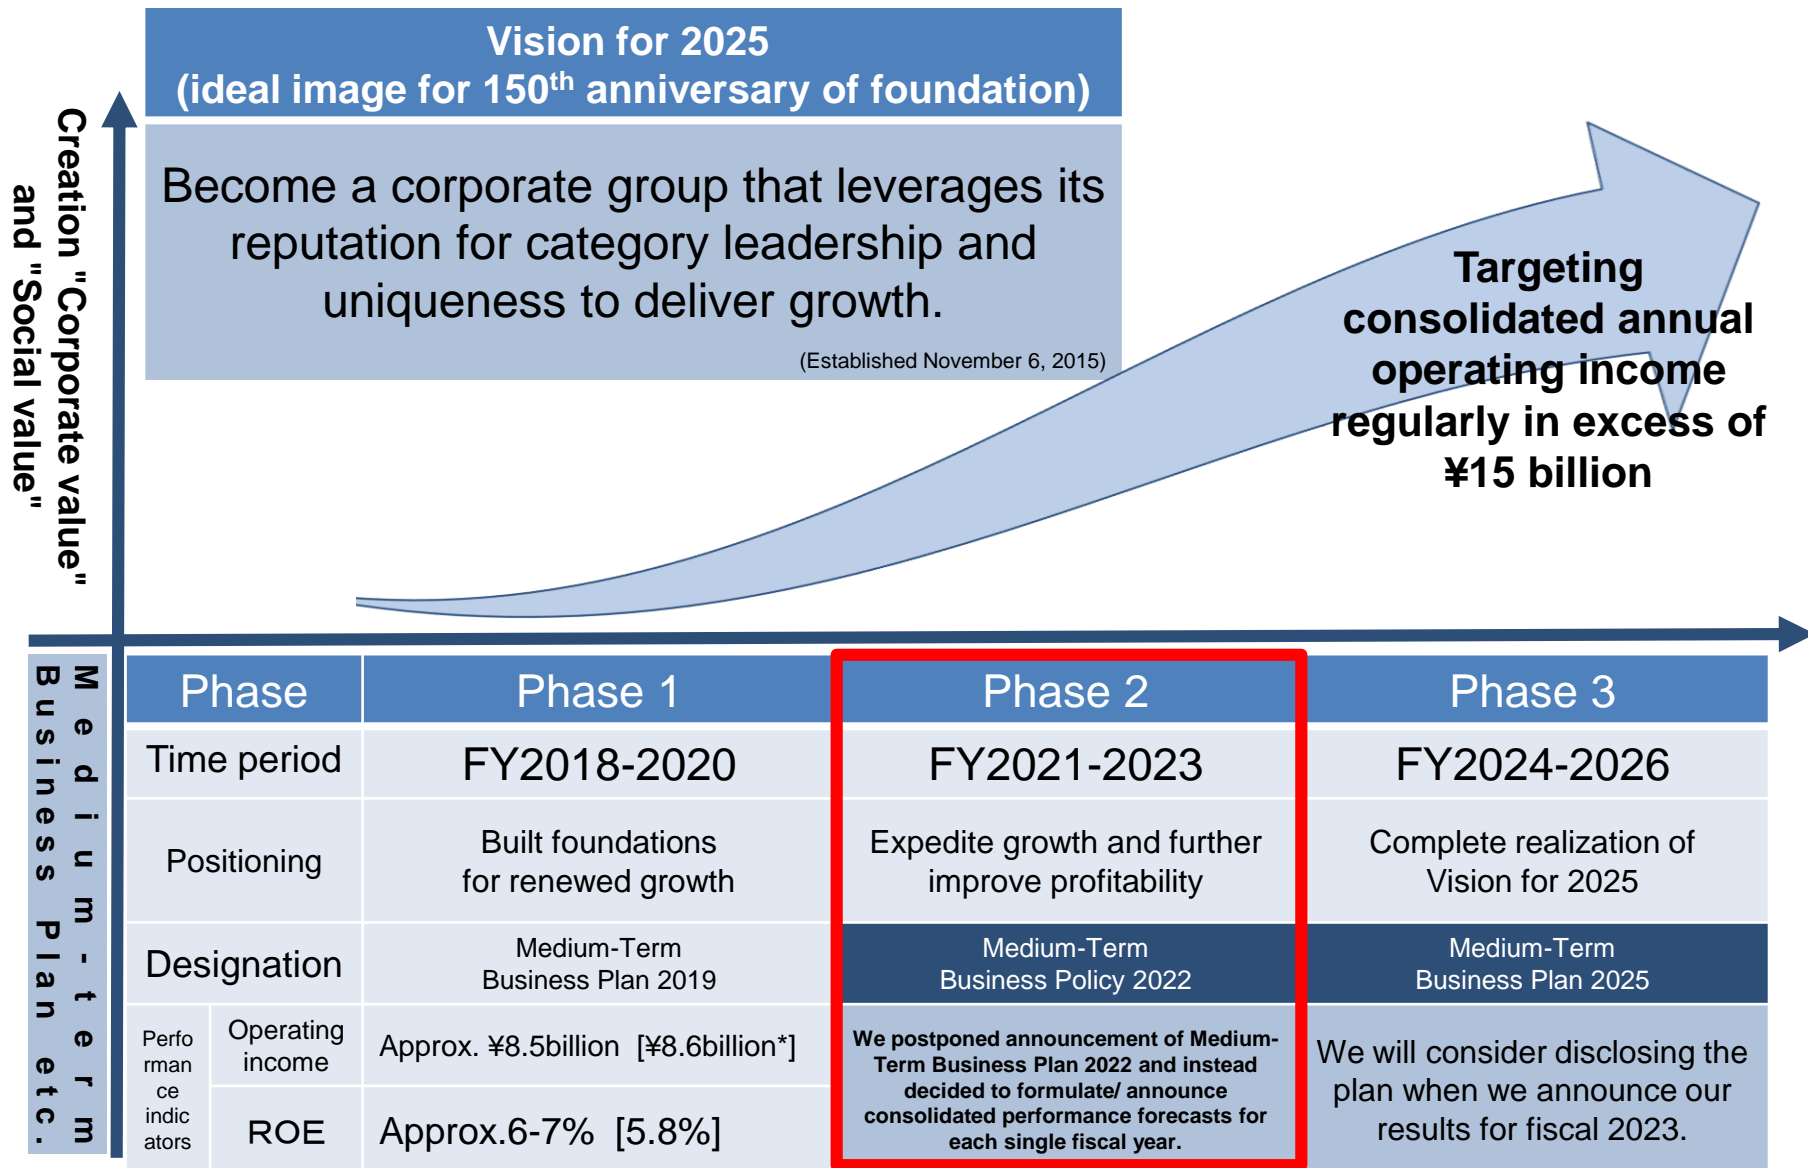 Vision for 2025
(ideal image for 150th anniversary of foundation)
Become a corporate group that leverages its
reputation for category leadership and
uniqueness to deliver growth.
(Established November 6, 2015)
Creation "Corporate value"
and "Social value"
Targeting
consolidated annual
operating income
regularly in excess of
¥15 billion
Medium-term
Business Plan etc.
Phase
Phase 1
Phase 2
Phase 3
Time period
FY2018-2020
FY2021-2023
FY2024-2026
Positioning
Built foundations
for renewed growth
Expedite growth and further
improve profitability
Complete realization of
Vision for 2025
Designation
Medium-Term
Business Plan 2019
Medium-Term
Business Policy 2022
Medium-Term
Business Plan 2025
Perfo
rman
ce
indic
ators
Operating
income
Approx. ¥8.5billion [¥8.6billion*]
ROE
Approx.6-7% [5.8%]
We postponed announcement of Medium-
Term Business Plan 2022 and instead
decided to formulate/ announce
consolidated performance forecasts for
each single fiscal year.
We will consider disclosing the
plan when we announce our
results for fiscal 2023.